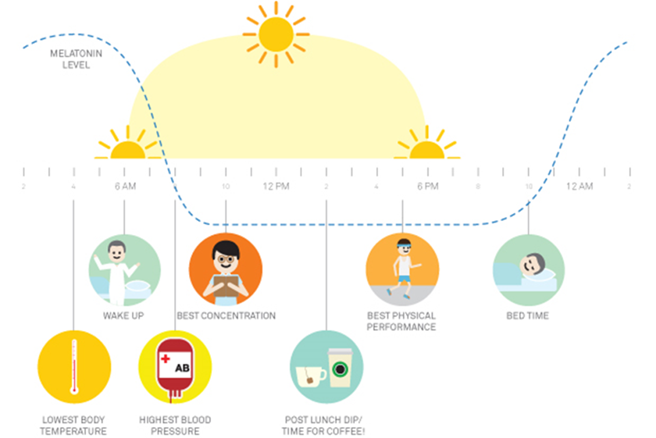 MELATONIN
LEVEL
2 4 6 AM 10 12 PM 2 4 6 PM 8 10 12 AM 2
WAKE UP
BEST CONCENTRATION
BEST PHYSICAL
PERFORMANCE
BED TIME
AB
LOWEST BODY
TEMPERATURE
HIGHEST BLOOD
PRESSURE
POST LUNCH DIP/
TIME FOR COFFEE!